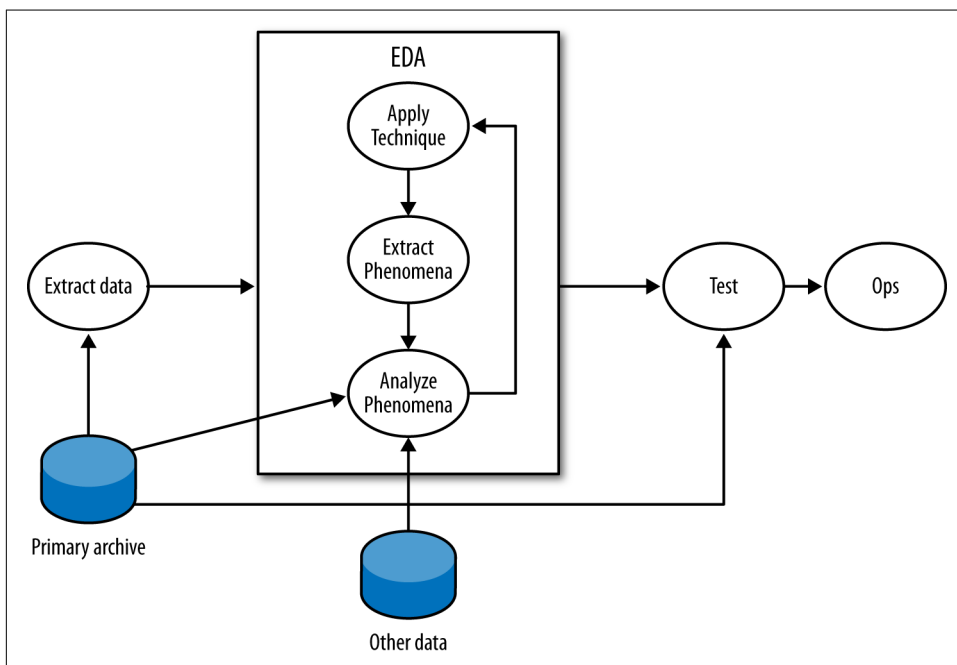 EDA
Apply
Technique
Extract
Phenomena
Extract data
Test
Ops
Analyze
Phenomena
Primary archive
Other data